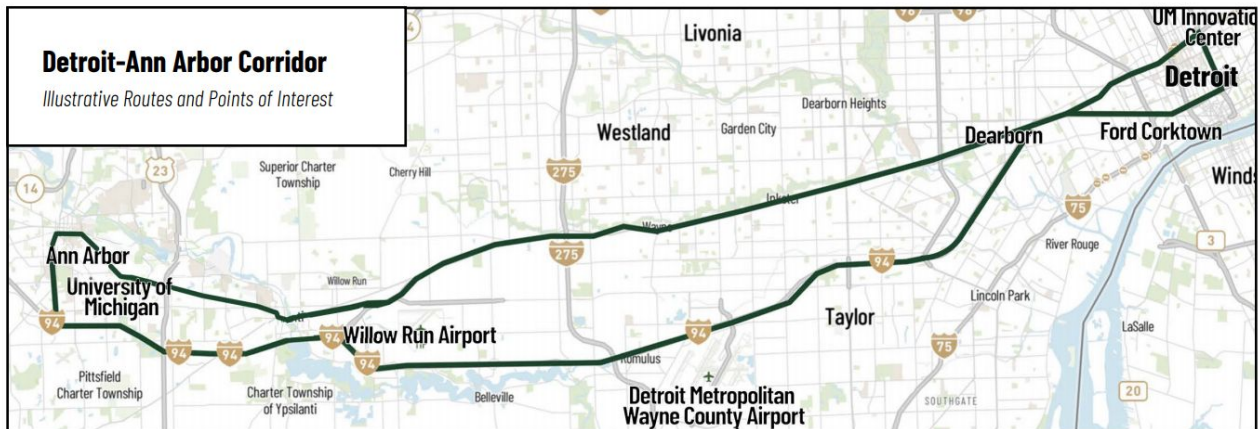 Detroit-Ann Arbor Corridor
Illustrative Routes and Points of Interest
UM Innovatio
Center
Livonia
Detroit
Dearborn Heights
Westland
Garden City
Dearborn
Ford Corktown
Superior Charter
Township
23
Cherry Hill
275
14
Winds
Inkster
Wayne
75
3
River Rouge
Ann Arbor
275
94
University of
Michigan
Willow Run
Lincoln Park
94
Willow Run Airport
94
Taylor
LaSalle
94
94
94
Romulus
75
Pittsfield
Charter Township
Charter Township
of Ypsilanti
Belleville
Detroit Metropolitan
Wayne County Airport
SOUTHGATE
20